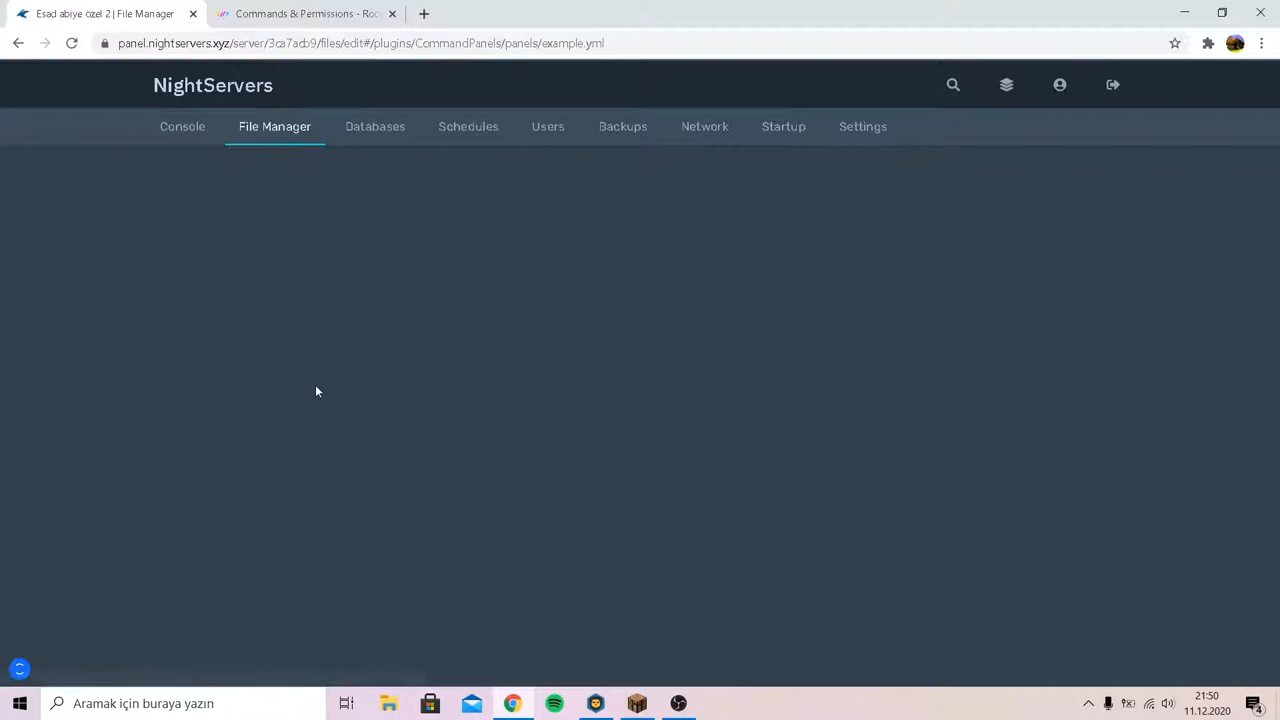 Esad abiye özel 2 | File Manager
Commands & Permissions - Roc
panel.nightservers.xyz/server/3ca7acb9/files/edit#/plugins/CommandPanels/panels/example.yml
NightServers
Console File Manager Databases Schedules Users Backups Network Startup Settings
Aramak için buraya yazın
21:50
11.12.2020
4